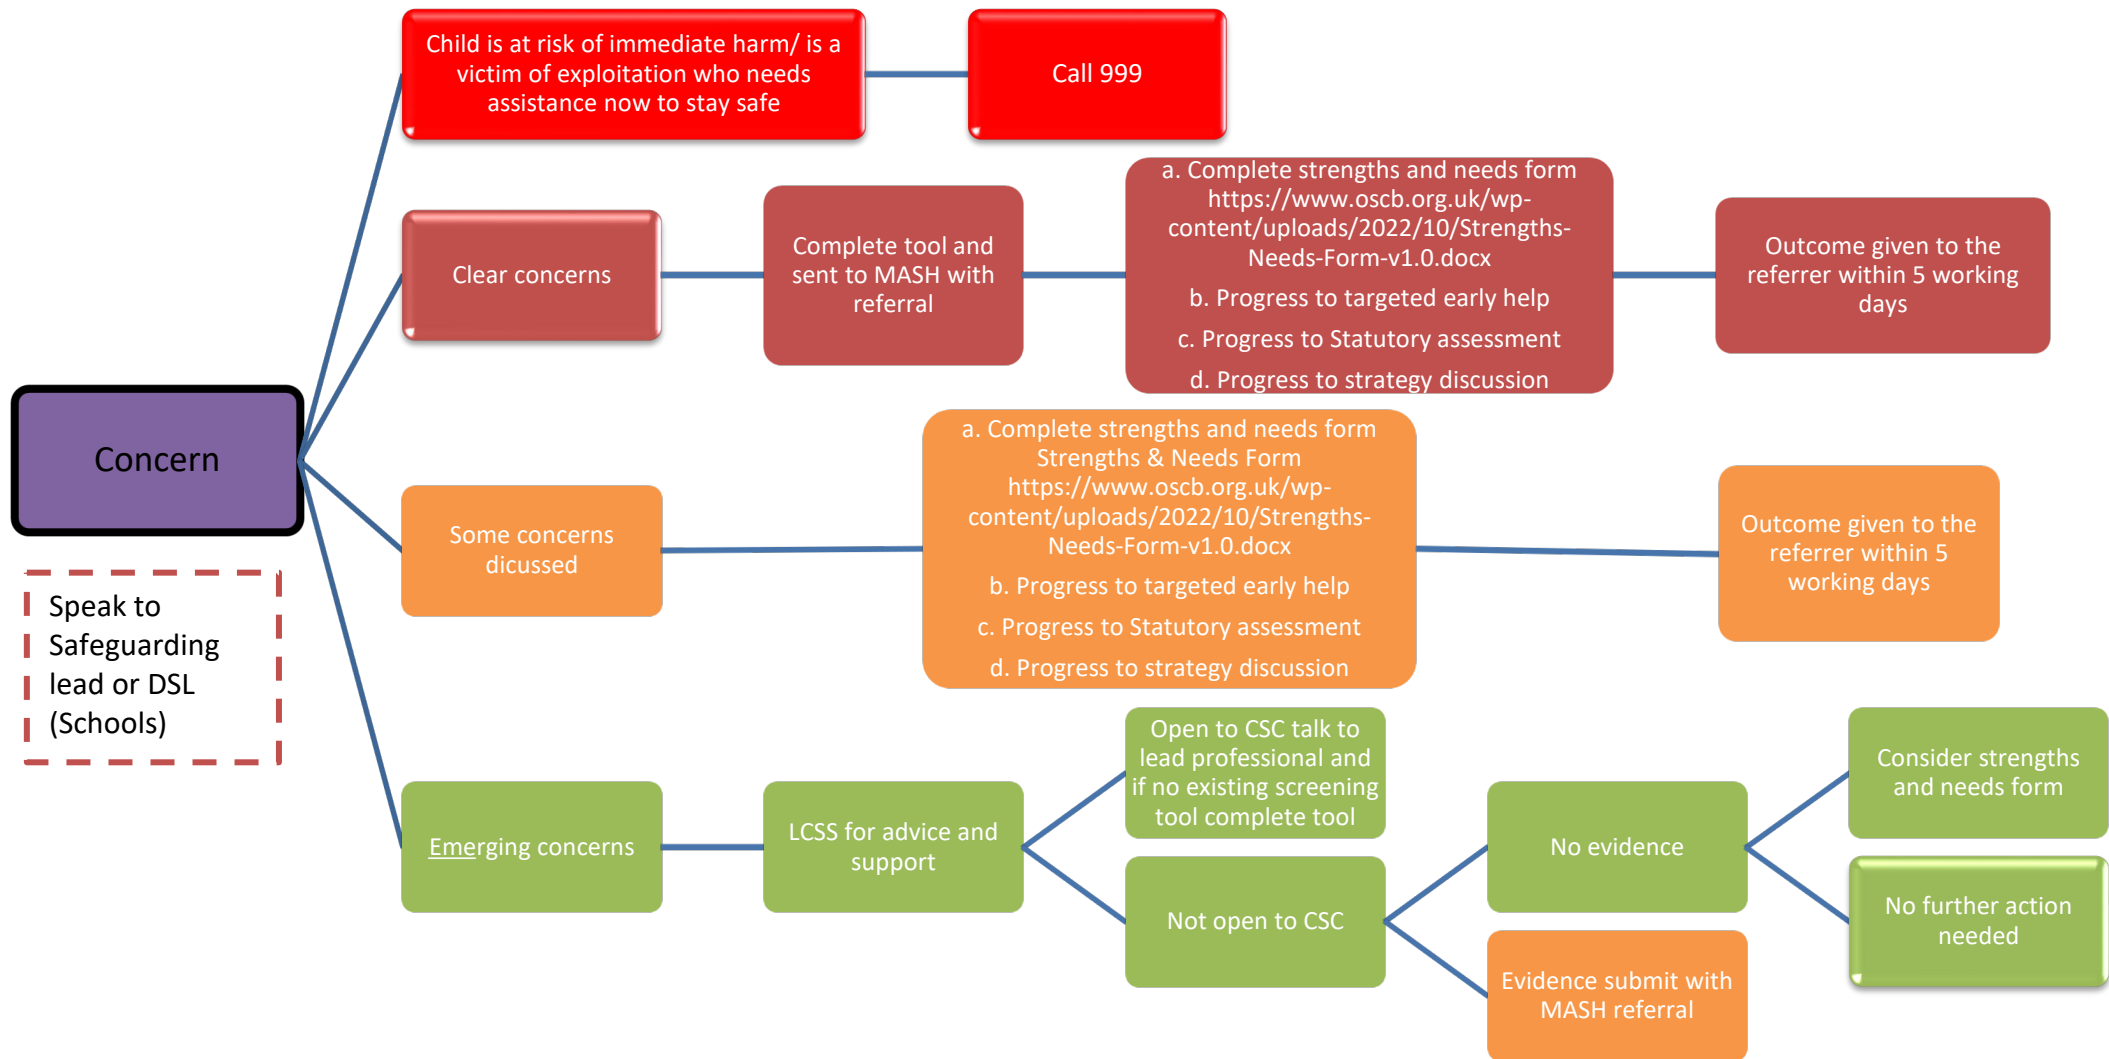 Child is at risk of immediate harm/ is a
victim of exploitation who needs
assistance now to stay safe
Call 999
Clear concerns
Complete tool and
sent to MASH with
referral
a. Complete strengths and needs form
https://www.oscb.org.uk/wp-
content/uploads/2022/10/Strengths-
Needs-Form-v1.0.docx
b. Progress to targeted early help
c. Progress to Statutory assessment
d. Progress to strategy discussion
Outcome given to the
referrer within 5 working
days
Concern
Speak to
Safeguarding
lead or DSL
(Schools)
Some concerns
dicussed
a. Complete strengths and needs form
Strengths & Needs Form
https://www.oscb.org.uk/wp-
content/uploads/2022/10/Strengths-
Needs-Form-v1.0.docx
b. Progress to targeted early help
c. Progress to Statutory assessment
d. Progress to strategy discussion
Outcome given to the
referrer within 5
working days
Emerging concerns
LCSS for advice and
support
Open to CSC talk to
lead professional and
if no existing screening
tool complete tool
Not open to CSC
No evidence
Evidence submit with
MASH referral
Consider strengths
and needs form
No further action
needed